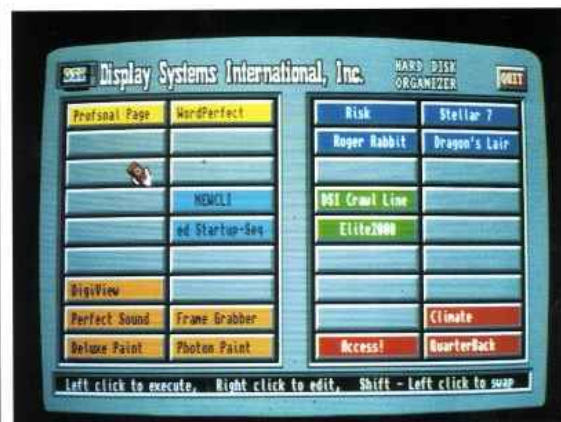 Display Systems International, Inc.
HARD DISK
ORGANIZER
QUIT
Profsnal Page
WordPerfect
NEWCLI
ed Startup-Seq
DigiView
Perfect Sound
Frame Grabber
Deluxe Paint
Photon Paint
Risk
Stellar 7
Roger Rabbit
Dragon's Lair
DSI Crawl Line
Elite2000
Climate
Access!
QuarterBack
Left click to execute, Right click to edit, Shift - Left click to swap